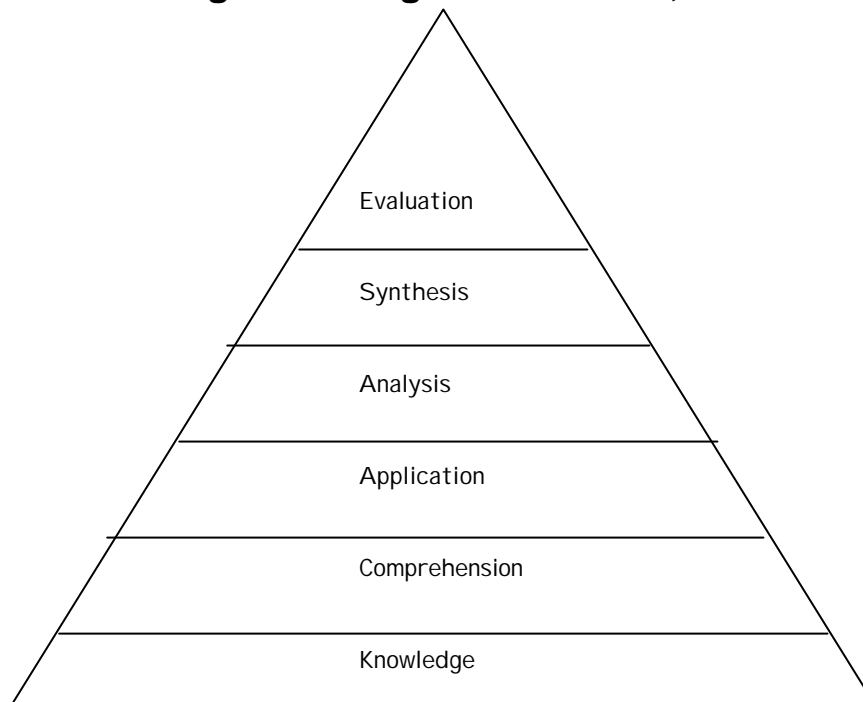 Evaluation
Synthesis
Analysis
Application
Comprehension
Knowledge